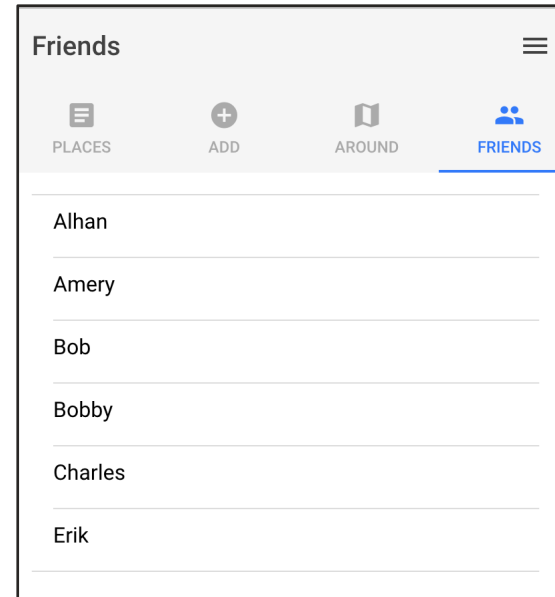 Friends
PLACES ADD AROUND FRIENDS
Alhan
Amery
Bob
Bobby
Charles
Erik